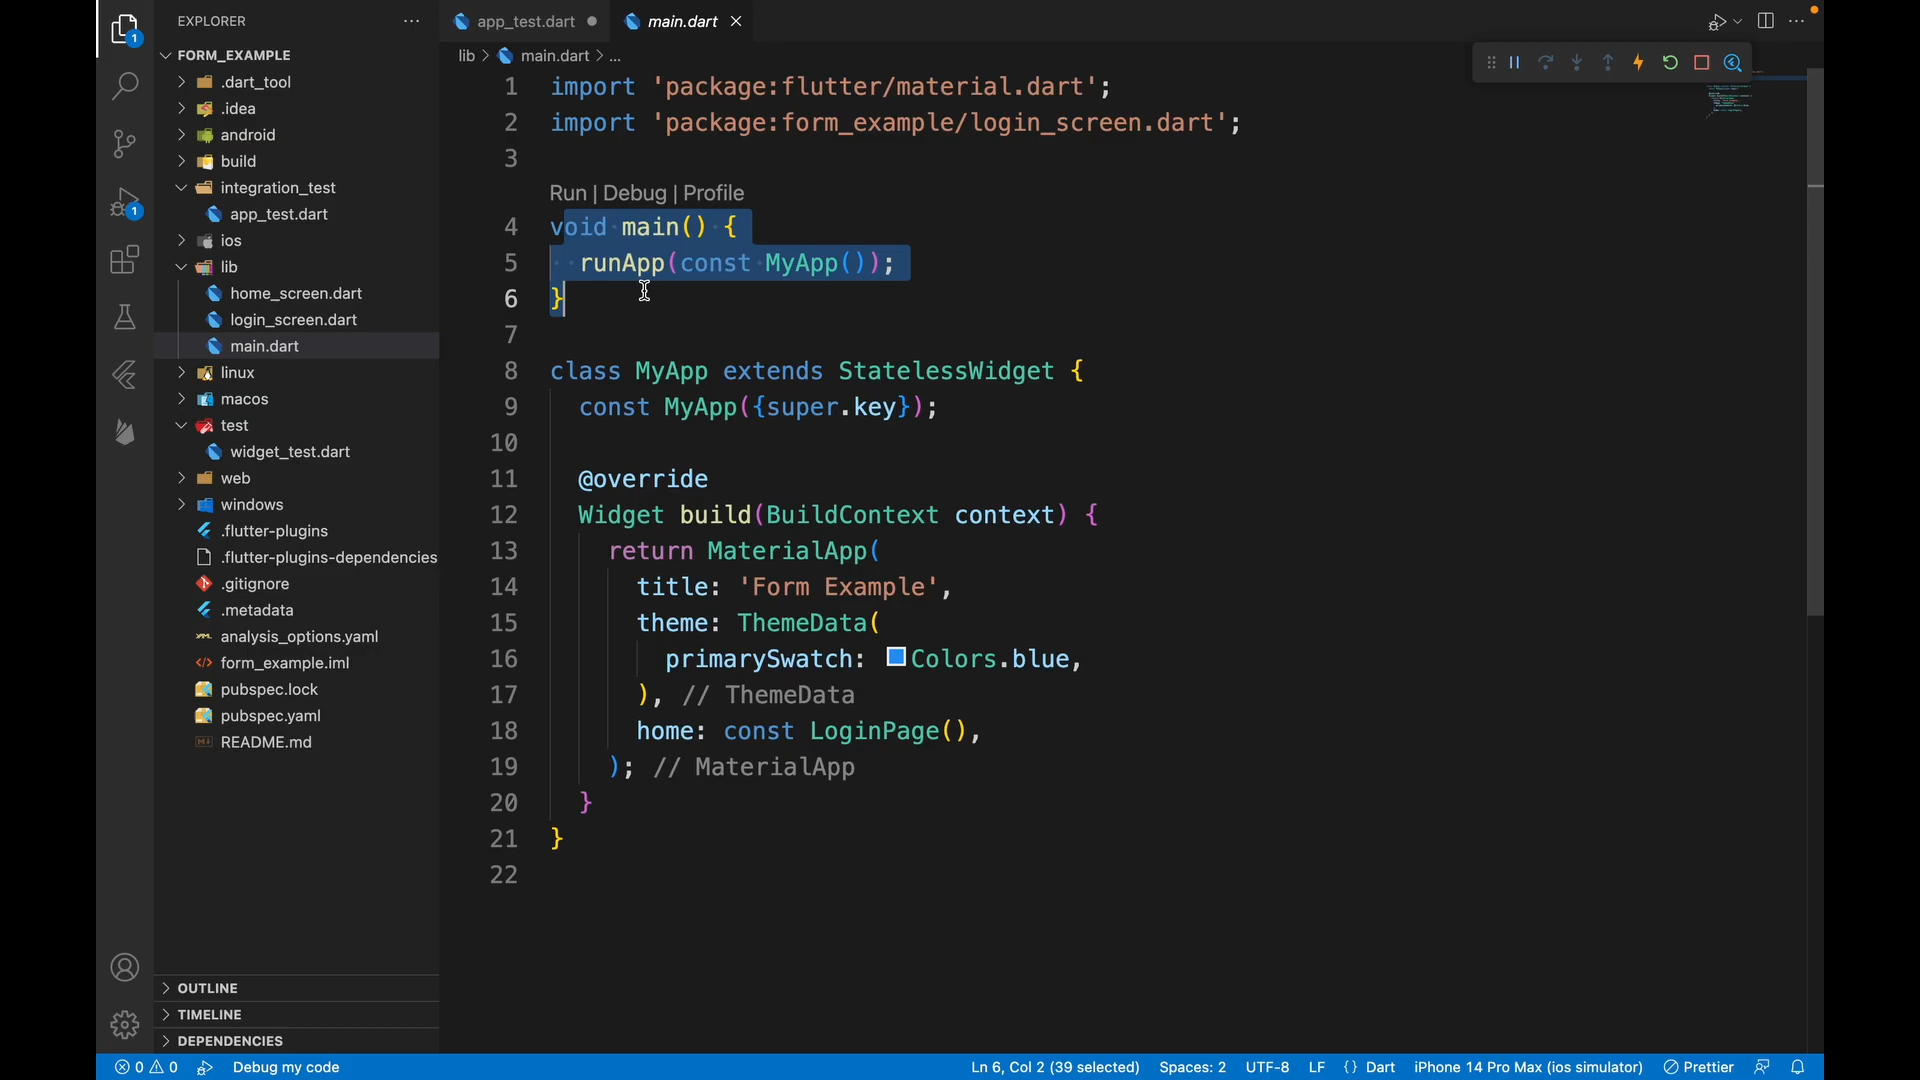 EXPLORER
app_test.dart
main.dart
FORM_EXAMPLE
lib > main.dart > ...
.dart_tool
.idea
android
build
integration_test
app_test.dart
ios
lib
home_screen.dart
login_screen.dart
main.dart
linux
macos
test
widget_test.dart
web
windows
.flutter-plugins
.flutter-plugins-dependencies
.gitignore
.metadata
analysis_options.yaml
form_example.iml
pubspec.lock
pubspec.yaml
README.md
OUTLINE
TIMELINE
DEPENDENCIES
1
1
1 import 'package:flutter/material.dart';
2 import 'package:form_example/login_screen.dart';
3
Run | Debug | Profile
4 void main() {
5 runApp(const MyApp());
6 }
7
8 class MyApp extends StatelessWidget {
9 const MyApp({super.key});
10
11 @override
12 Widget build(BuildContext context) {
13 return MaterialApp(
14 title: 'Form Example',
15 theme: ThemeData(
16 primarySwatch: Colors.blue,
17 ), // ThemeData
18 home: const LoginPage(),
19 ); // MaterialApp
20 }
21 }
22
0 0 Debug my code Ln 6, Col 2 (39 selected) Spaces: 2 UTF-8 LF {} Dart iPhone 14 Pro Max (ios simulator) Prettier